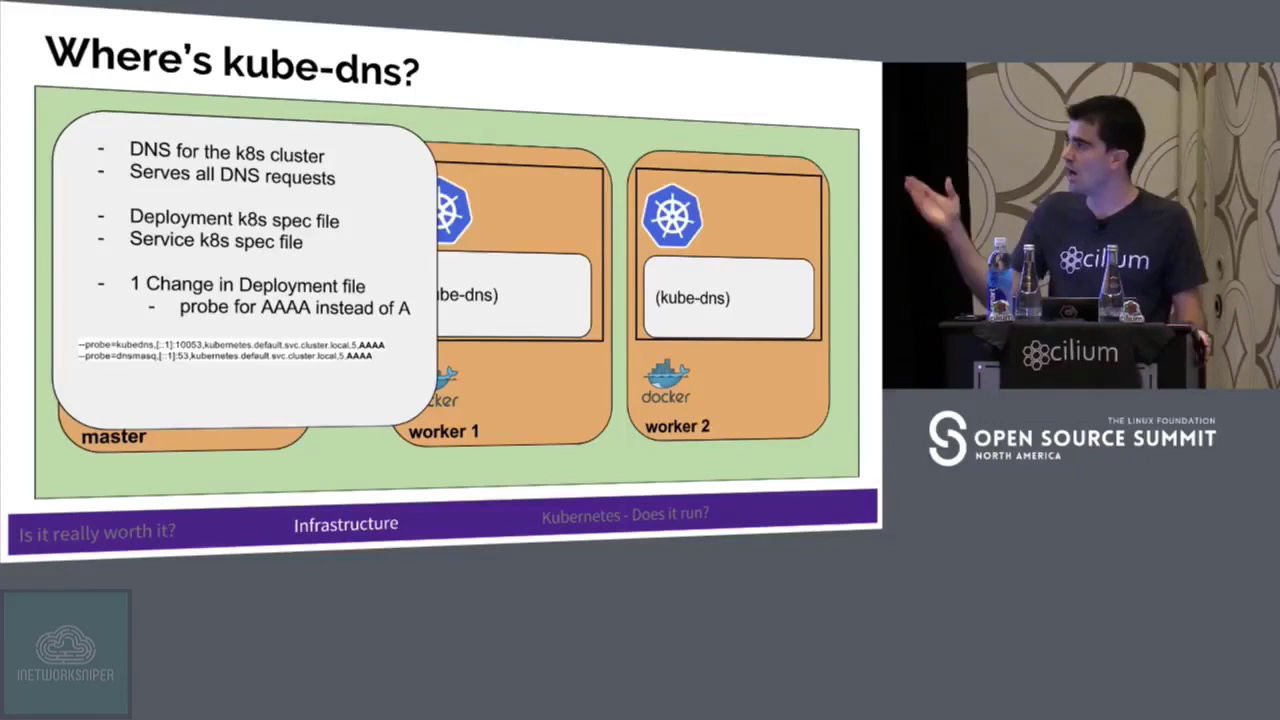 Where's kube-dns?
- DNS for the k8s cluster
- Serves all DNS requests
- Deployment k8s spec file
- Service k8s spec file
- 1 Change in Deployment file
- probe for AAAA instead of A
--probe=kubedns,[::1]:10053,kubernetes.default.svc.cluster.local,5,AAAA
--probe=dnsmasq,[::1]:53,kubernetes.default.svc.cluster.local,5,AAAA
be-dns)
(kube-dns)
cker
docker
master
worker 1
worker 2
Is it really worth it?
Infrastructure
Kubernetes - Does it run?
cilium
cilium
THE LINUX FOUNDATION
OPEN SOURCE SUMMIT
NORTH AMERICA
INETWORKSNIPER